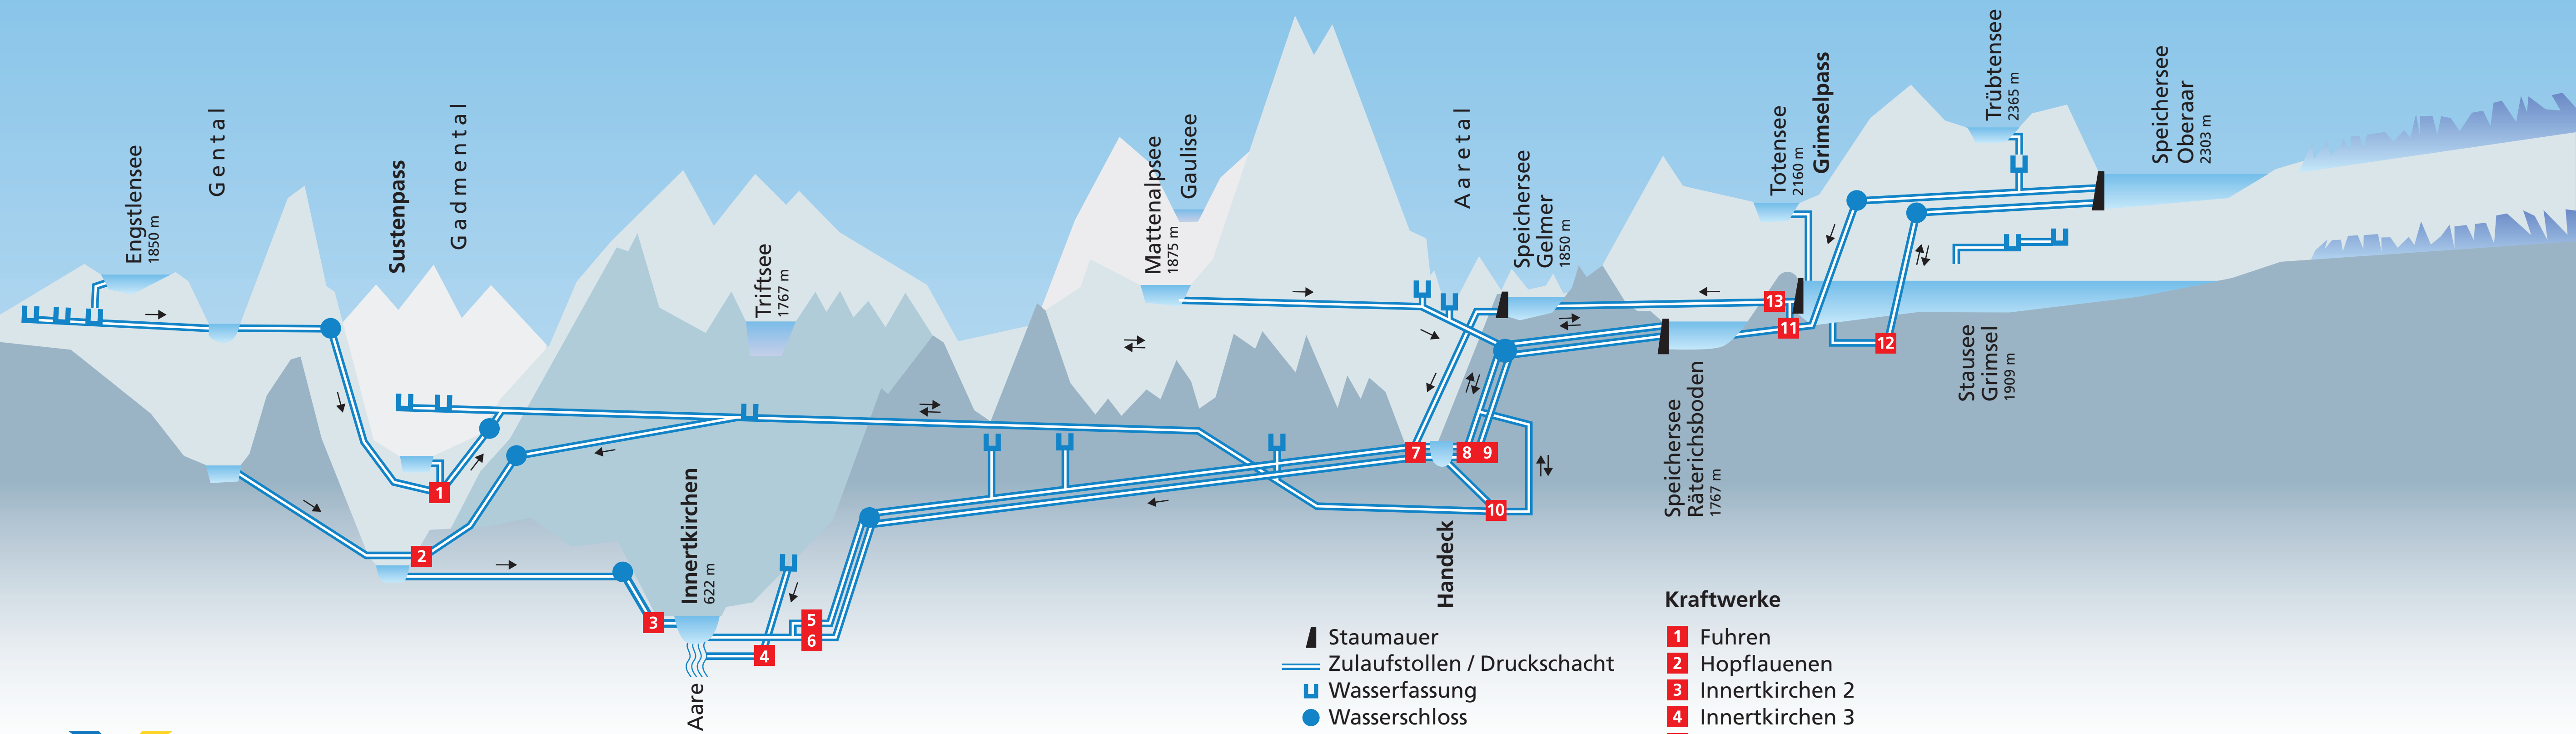 Engstlensee
1850 m
Gental
Sustenpass
Gadmental
Triftsee
1767 m
Mattenalpsee
1875 m
Gaulisee
Aaretal
Speichersee
Gelmer
1850 m
Totensee
2160 m
Grimselpass
Trübtensee
2365 m
Speichersee
Oberaar
2303 m
13
11
12
Stausee
Grimsel
1909 m
Speichersee
Räterichsboden
1767 m
7
8
9
10
Handeck
1
2
3
4
5
6
Innertkirchen
622 m
Aare
Staumauer
Zulaufstollen / Druckschacht
Wasserfassung
Wasserschloss
Kraftwerke
1 Fuhren
2 Hopflauenen
3 Innertkirchen 2
4 Innertkirchen 3